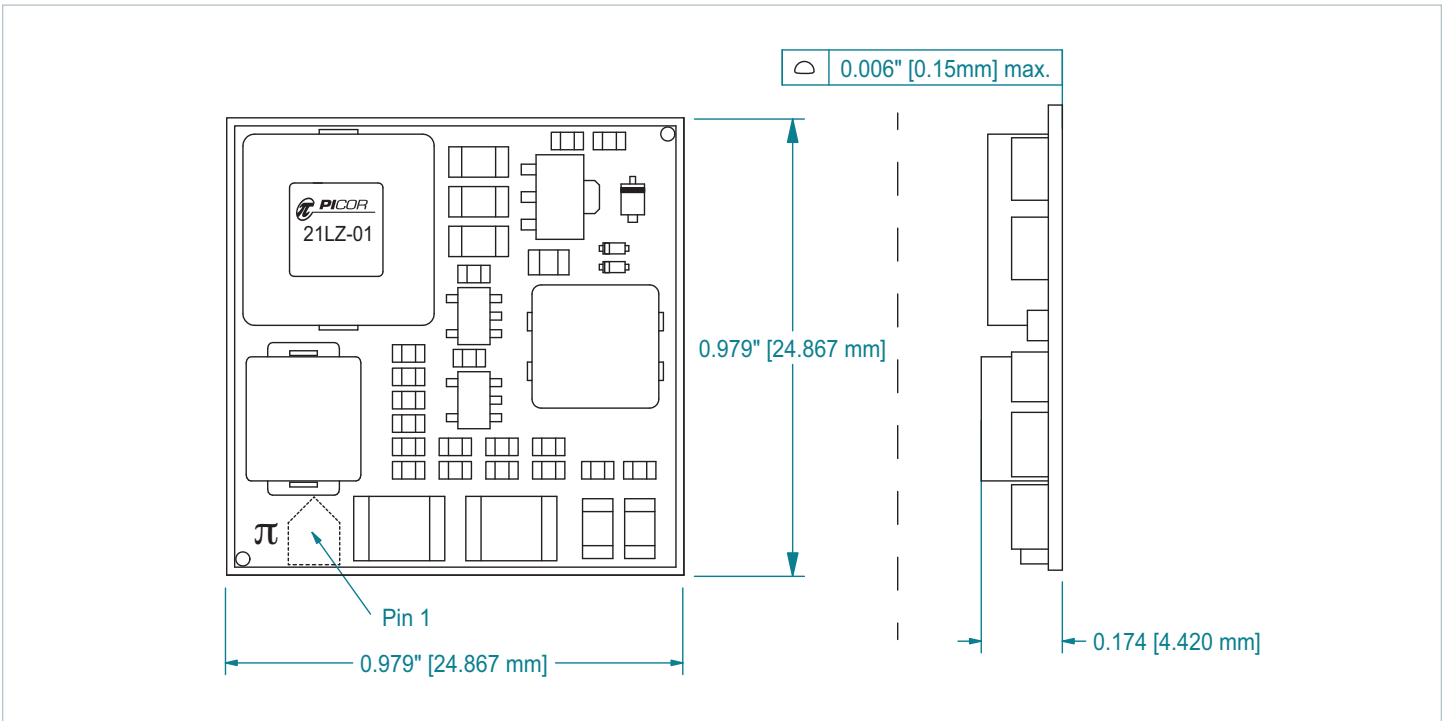 0.006" [0.15mm] max.
π PICOR
21LZ-01
0.979" [24.867 mm]
π
Pin 1
0.979" [24.867 mm]
0.174 [4.420 mm]